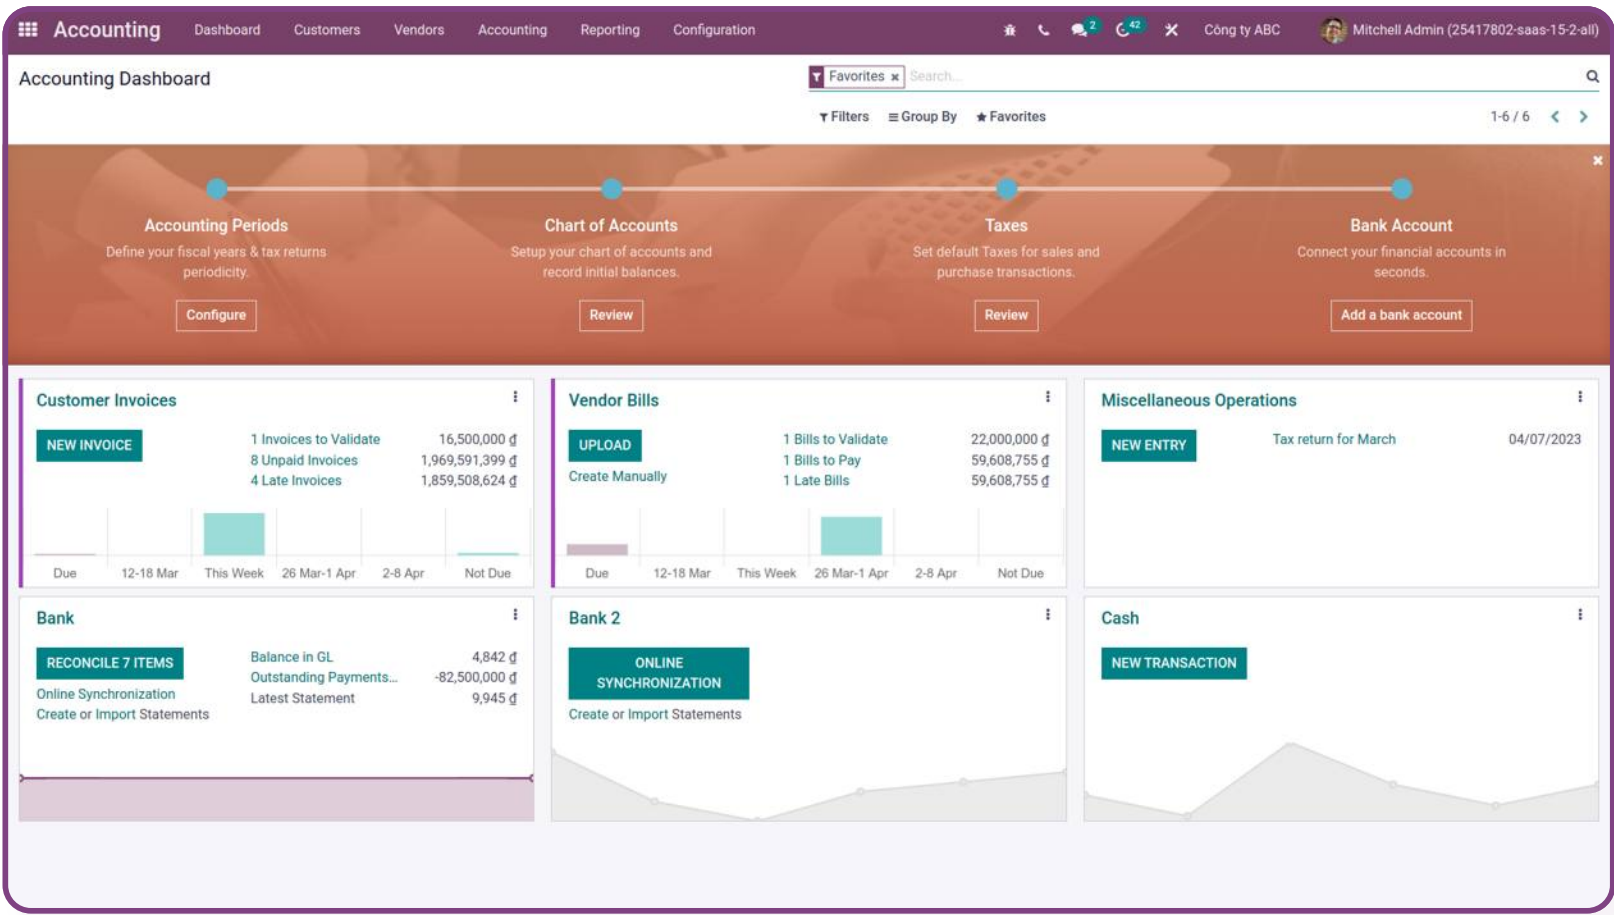 Accounting Dashboard Customers Vendors Accounting Reporting Configuration 2 42 Công ty ABC Mitchell Admin (25417802-saas-15-2-all)
Accounting Dashboard
Favorites × Search...
Filters Group By Favorites 1-6 / 6
Accounting Periods
Define your fiscal years & tax returns
periodicity.
Configure
Chart of Accounts
Setup your chart of accounts and
record initial balances.
Review
Taxes
Set default Taxes for sales and
purchase transactions.
Review
Bank Account
Connect your financial accounts in
seconds.
Add a bank account
Customer Invoices
NEW INVOICE
1 Invoices to Validate 16,500,000 ₫
8 Unpaid Invoices 1,969,591,399 ₫
4 Late Invoices 1,859,508,624 ₫
Due 12-18 Mar This Week 26 Mar-1 Apr 2-8 Apr Not Due
Vendor Bills
UPLOAD
Create Manually
1 Bills to Validate 22,000,000 ₫
1 Bills to Pay 59,608,755 ₫
1 Late Bills 59,608,755 ₫
Due 12-18 Mar This Week 26 Mar-1 Apr 2-8 Apr Not Due
Miscellaneous Operations
NEW ENTRY
Tax return for March 04/07/2023
Bank
RECONCILE 7 ITEMS
Online Synchronization
Create or Import Statements
Balance in GL 4,842 ₫
Outstanding Payments... -82,500,000 ₫
Latest Statement 9,945 ₫
Bank 2
ONLINE
SYNCHRONIZATION
Create or Import Statements
Cash
NEW TRANSACTION